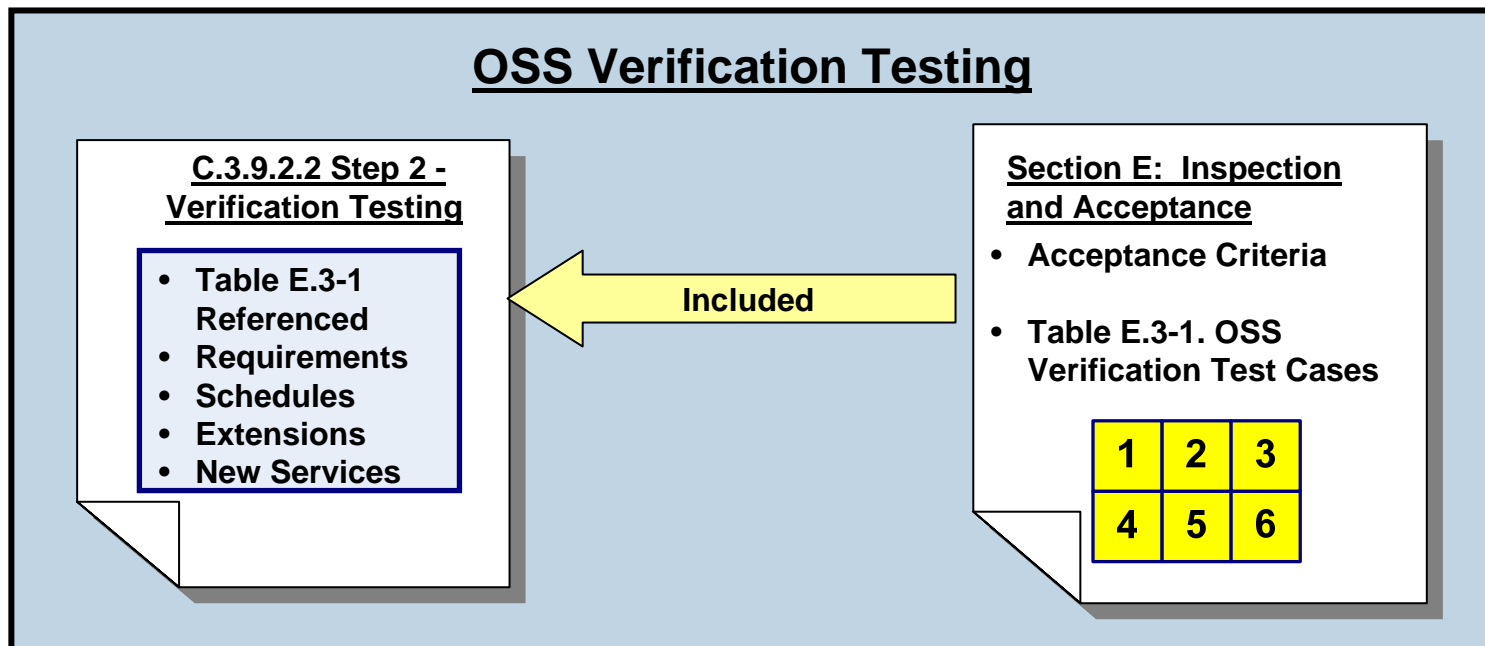 OSS Verification Testing
C.3.9.2.2 Step 2 -
Verification Testing
• Table E.3-1
Referenced
• Requirements
• Schedules
• Extensions
• New Services
Included
Section E: Inspection
and Acceptance
• Acceptance Criteria
• Table E.3-1. OSS
Verification Test Cases
1 2 3
4 5 6